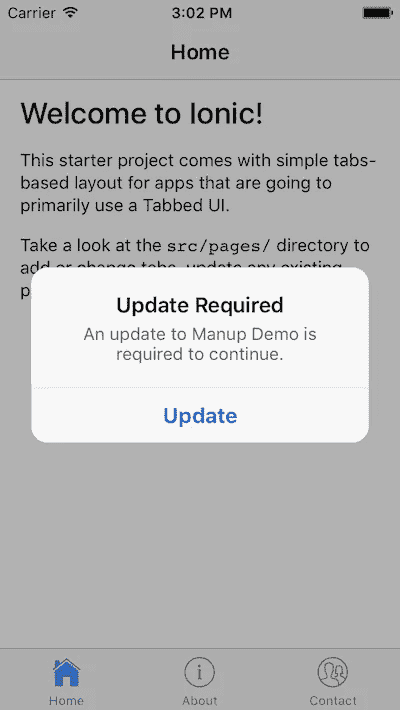 Carrier 3:02 PM
Home
Welcome to Ionic!
This starter project comes with simple tabs-
based layout for apps that are going to
primarily use a Tabbed UI.
Take a look at the src/pages/ directory to
add or change tabs, update any existing
Update Required
An update to Manup Demo is
required to continue.
Update
Home About Contact